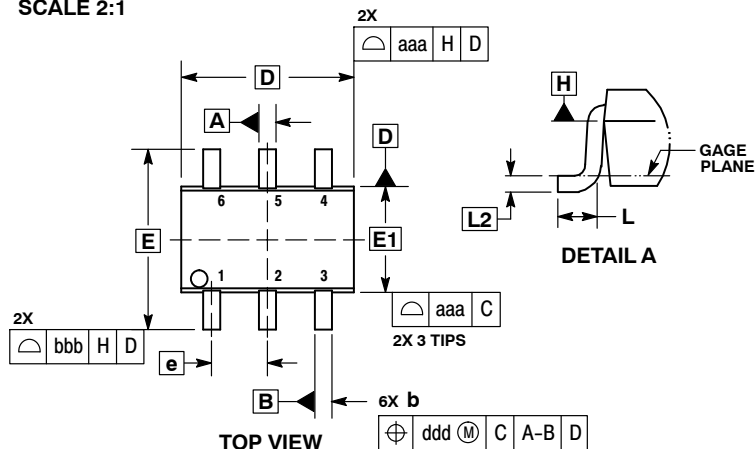 SCALE 2:1
2X
⌓ aaa H D
D
A
D
H
GAGE
PLANE
6 5 4
L2
L
E
E1
DETAIL A
1 2 3
⌓ aaa C
2X 3 TIPS
2X
⌓ bbb H D
e
B
6X b
⌖ ddd Ⓜ C A-B D
TOP VIEW